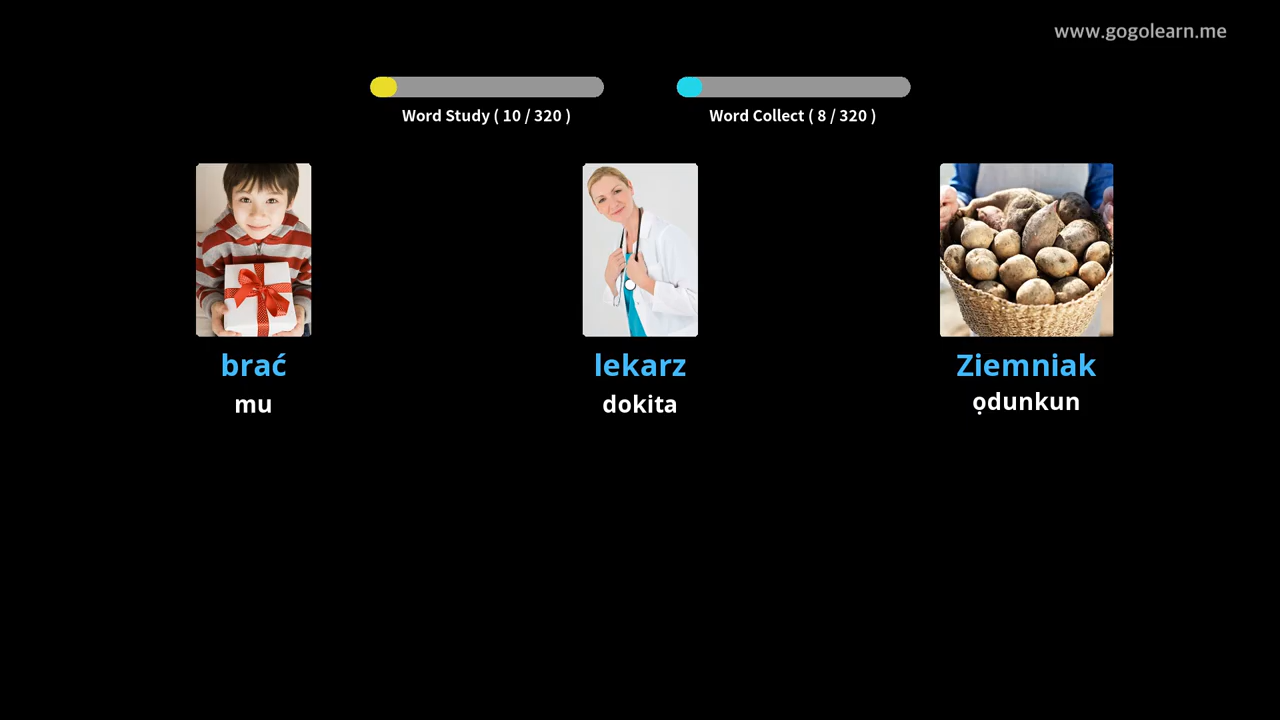 www.gogolearn.me
Word Study ( 10 / 320 )
Word Collect ( 8 / 320 )
brać
lekarz
Ziemniak
mu
dokita
ọdunkun